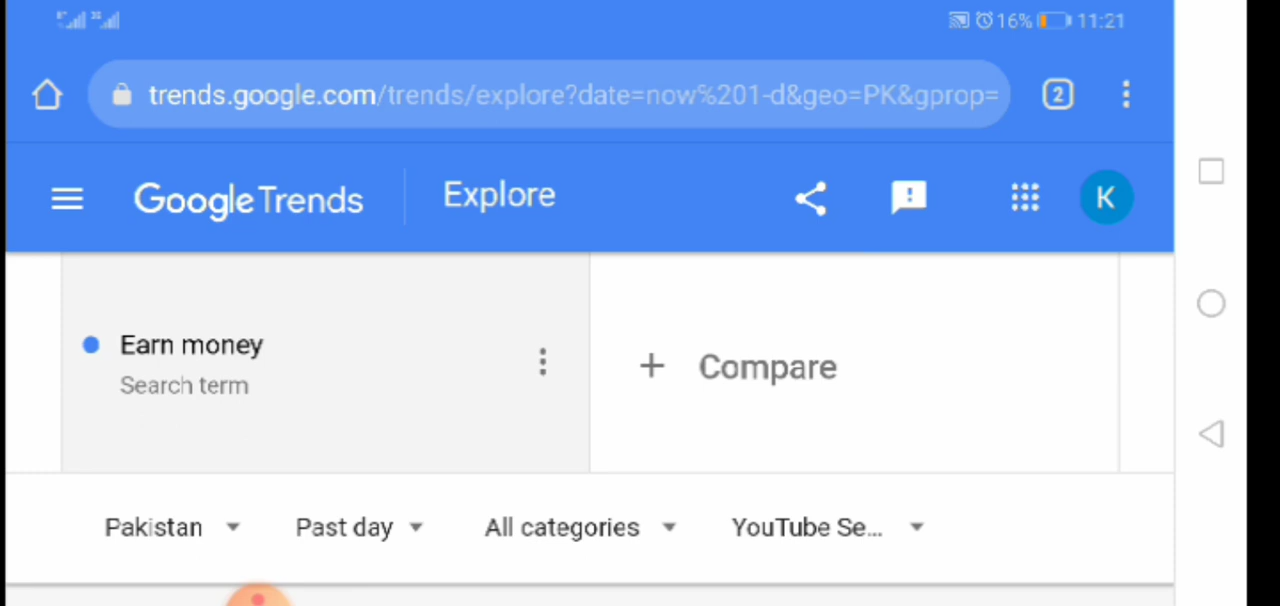 16% 11:21
trends.google.com/trends/explore?date=now%201-d&geo=PK&gprop=
2
Google Trends Explore
K
Earn money
Search term
+ Compare
Pakistan Past day All categories YouTube Se...